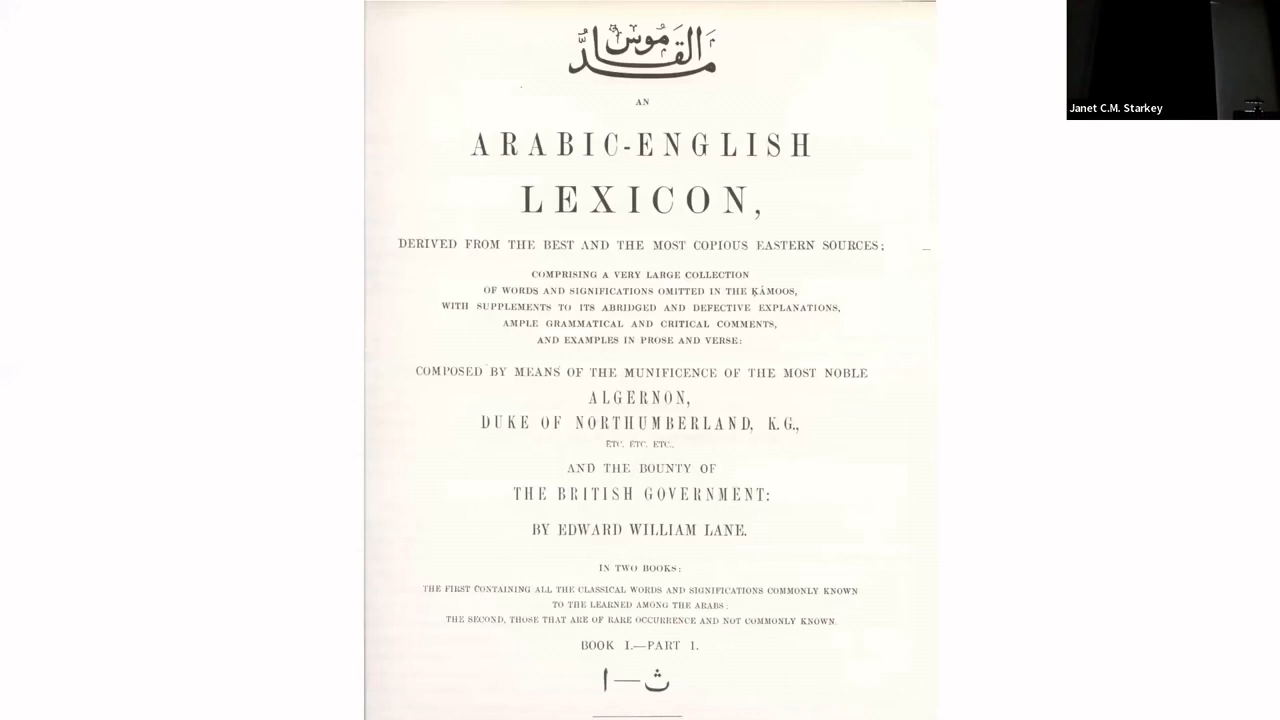 مد القاموس
AN
ARABIC-ENGLISH
LEXICON,
DERIVED FROM THE BEST AND THE MOST COPIOUS EASTERN SOURCES;
COMPRISING A VERY LARGE COLLECTION
OF WORDS AND SIGNIFICATIONS OMITTED IN THE ḲÁMOOS,
WITH SUPPLEMENTS TO ITS ABRIDGED AND DEFECTIVE EXPLANATIONS,
AMPLE GRAMMATICAL AND CRITICAL COMMENTS,
AND EXAMPLES IN PROSE AND VERSE:
COMPOSED BY MEANS OF THE MUNIFICENCE OF THE MOST NOBLE
ALGERNON,
DUKE OF NORTHUMBERLAND, K.G.,
ETC. ETC. ETC.,
AND THE BOUNTY OF
THE BRITISH GOVERNMENT:
BY EDWARD WILLIAM LANE.
IN TWO BOOKS:
THE FIRST CONTAINING ALL THE CLASSICAL WORDS AND SIGNIFICATIONS COMMONLY KNOWN
TO THE LEARNED AMONG THE ARABS:
THE SECOND, THOSE THAT ARE OF RARE OCCURRENCE AND NOT COMMONLY KNOWN.
BOOK I.—PART 1.
ا — ث
Janet C.M. Starkey